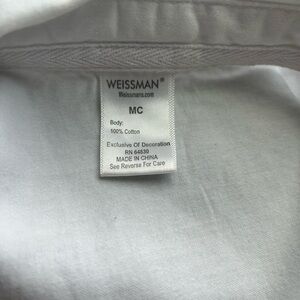 WEISSMAN®
Weissmans.com
MC
Body:
100% Cotton
Exclusive Of Decoration
RN 64630
MADE IN CHINA
See Reverse For Care